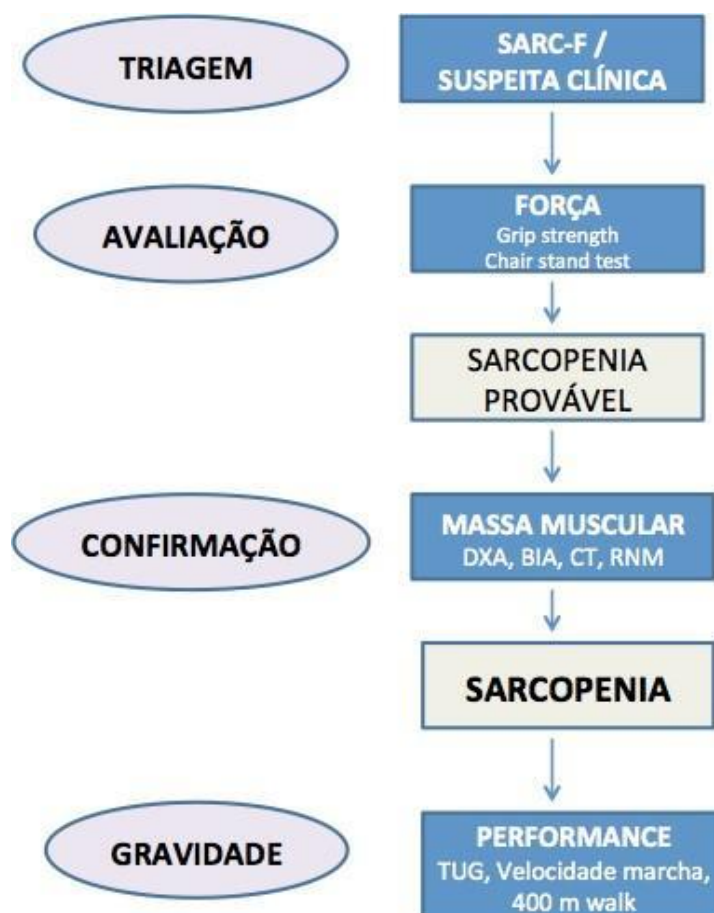 TRIAGEM
SARC-F /
SUSPEITA CLÍNICA
AVALIAÇÃO
FORÇA
Grip strength
Chair stand test
SARCOPENIA
PROVÁVEL
CONFIRMAÇÃO
MASSA MUSCULAR
DXA, BIA, CT, RNM
SARCOPENIA
GRAVIDADE
PERFORMANCE
TUG, Velocidade marcha,
400 m walk